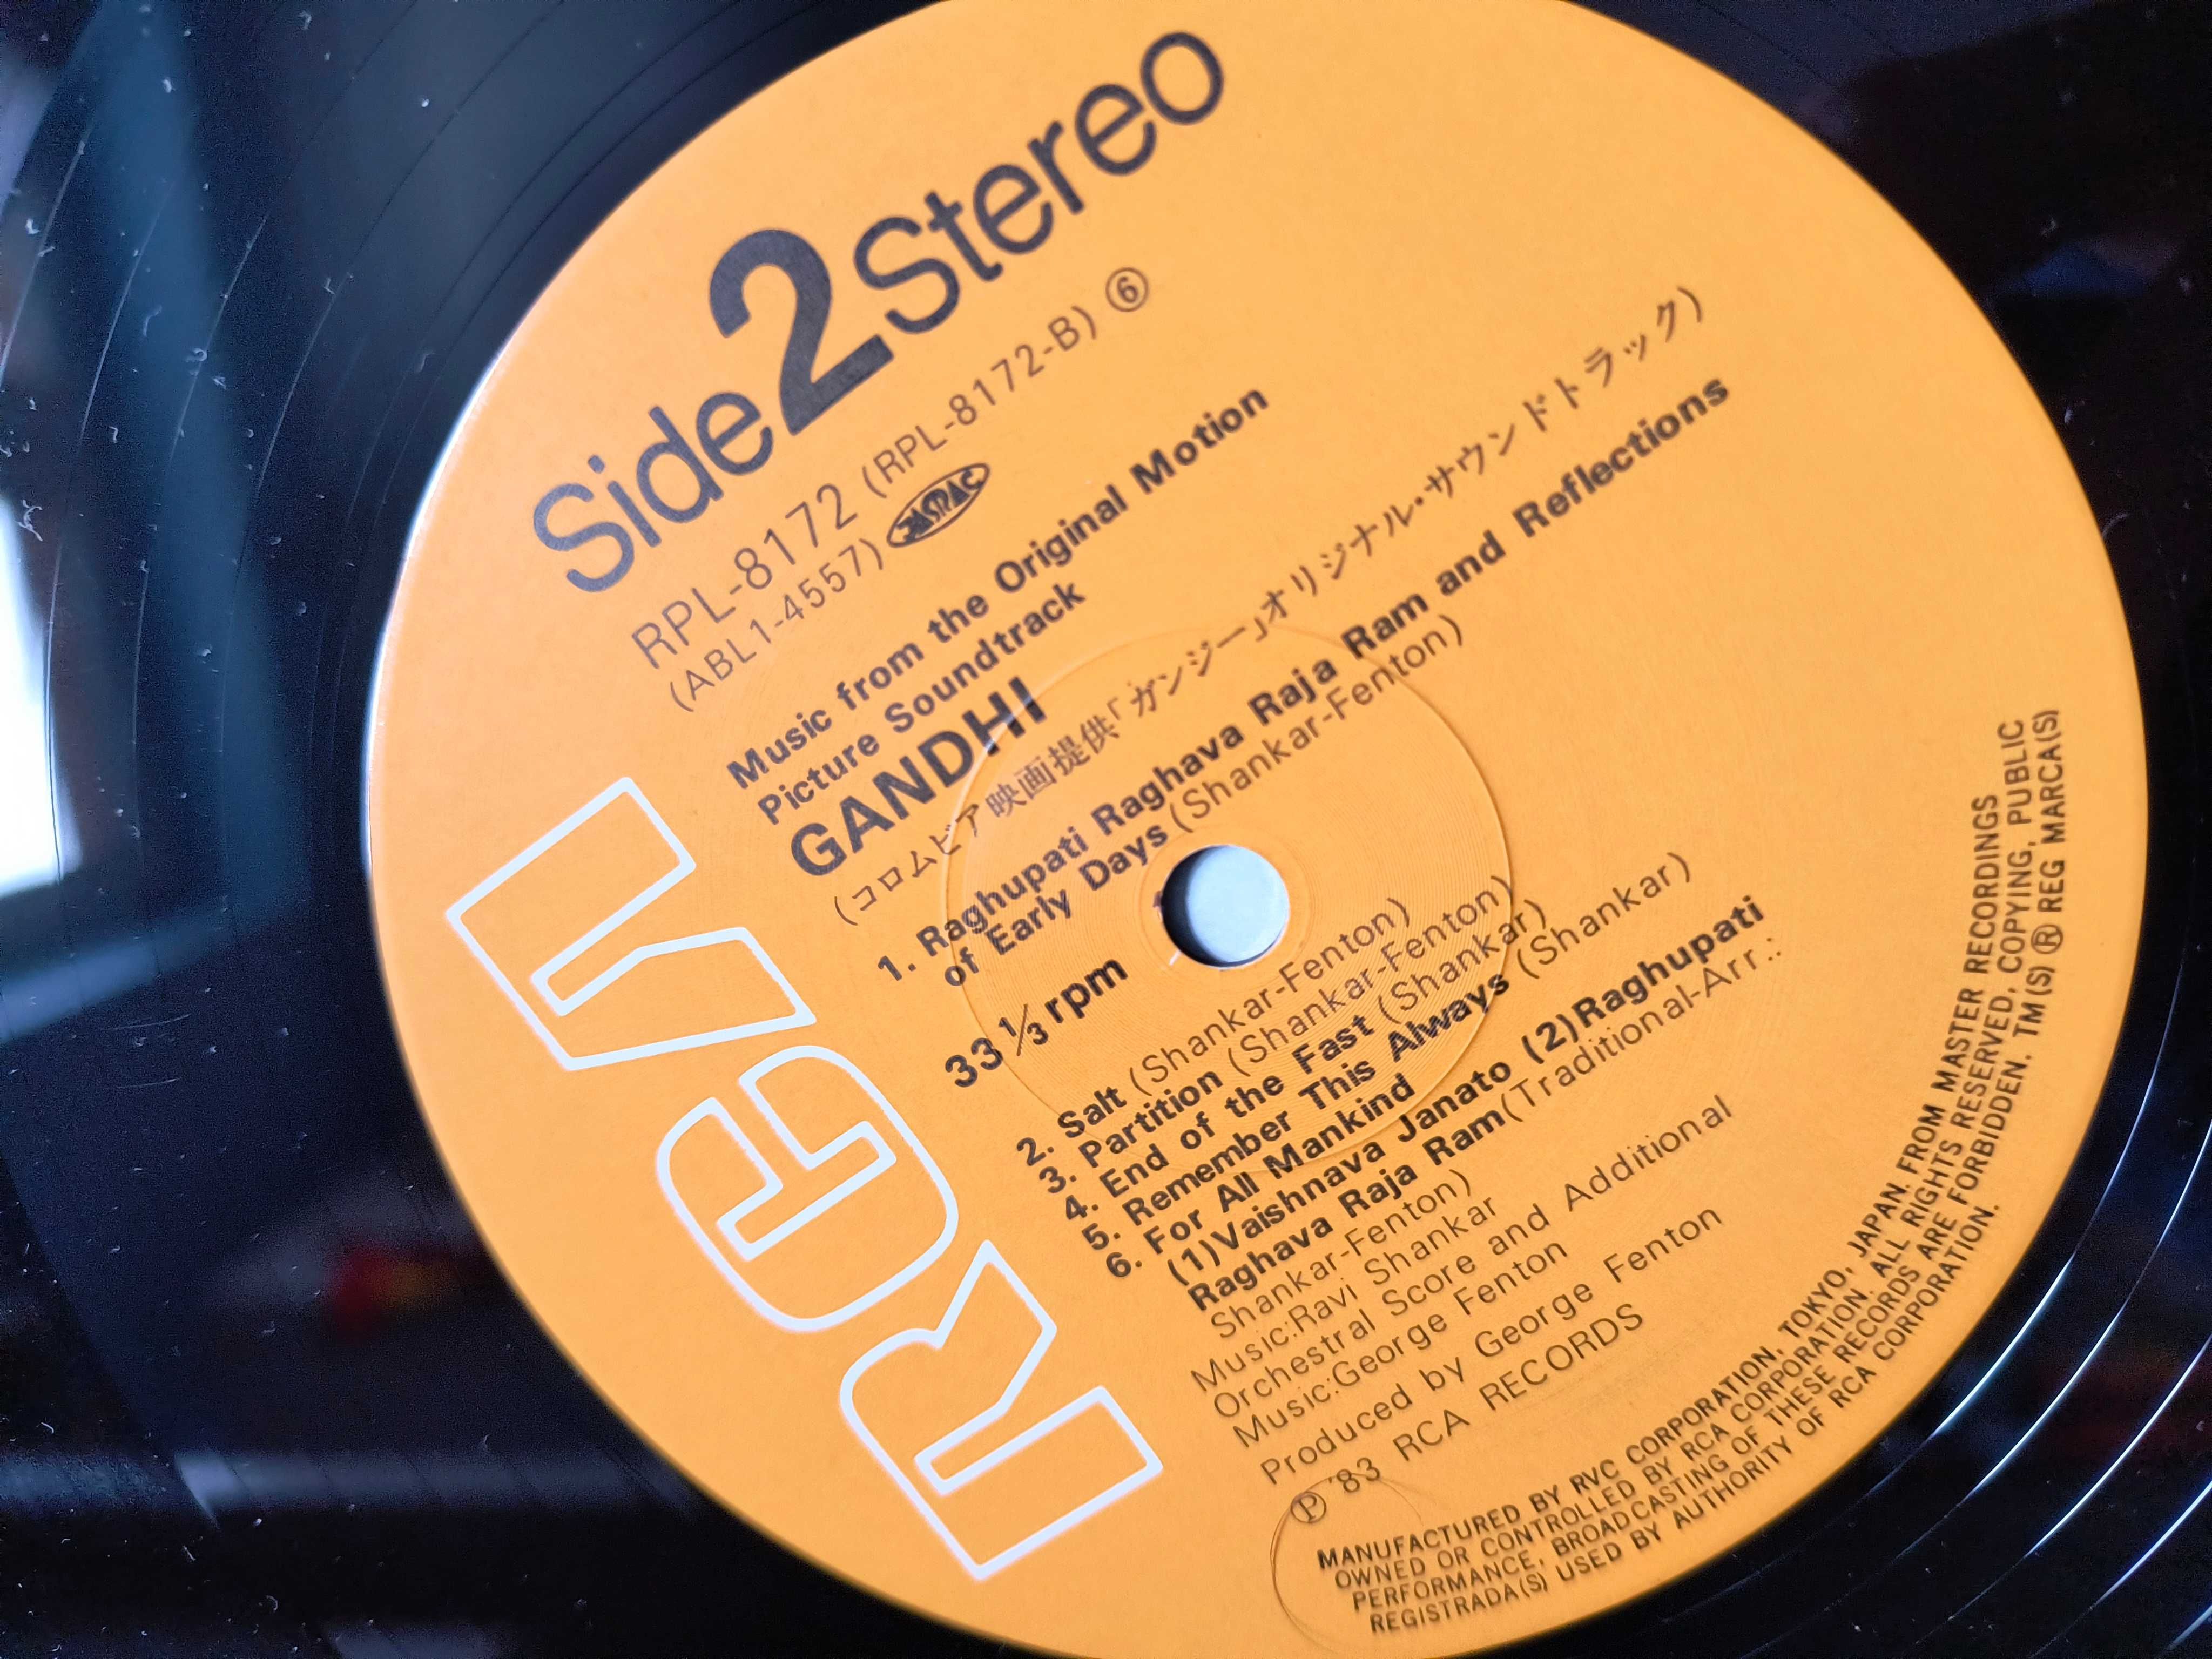 Side 2 Stereo
RPL-8172 (RPL-8172-B) ⑥
(ABL1-4557) JASRAC
Music from the Original Motion
Picture Soundtrack
GANDHI
(コロムビア映画提供「ガンジー」オリジナル・サウンドトラック)
1. Raghupati Raghava Raja Ram and Reflections
of Early Days (Shankar-Fenton)
33 1/3 rpm
2. Salt (Shankar-Fenton)
3. Partition (Shankar-Fenton)
4. End of the Fast (Shankar)
5. Remember This Always (Shankar)
6. For All Mankind
(1)Vaishnava Janato (2)Raghupati
Raghava Raja Ram(Traditional-Arr.:
Shankar-Fenton)
Music:Ravi Shankar
Orchestral Score and Additional
Music:George Fenton
Produced by George Fenton
Ⓟ '83 RCA RECORDS
RCA
MANUFACTURED BY RVC CORPORATION, TOKYO, JAPAN. FROM MASTER RECORDINGS
OWNED OR CONTROLLED BY RCA CORPORATION. ALL RIGHTS RESERVED, COPYING, PUBLIC
PERFORMANCE, BROADCASTING OF THESE RECORDS ARE FORBIDDEN. TM(S) ® REG MARCA(S)
REGISTRADA(S) USED BY AUTHORITY OF RCA CORPORATION.